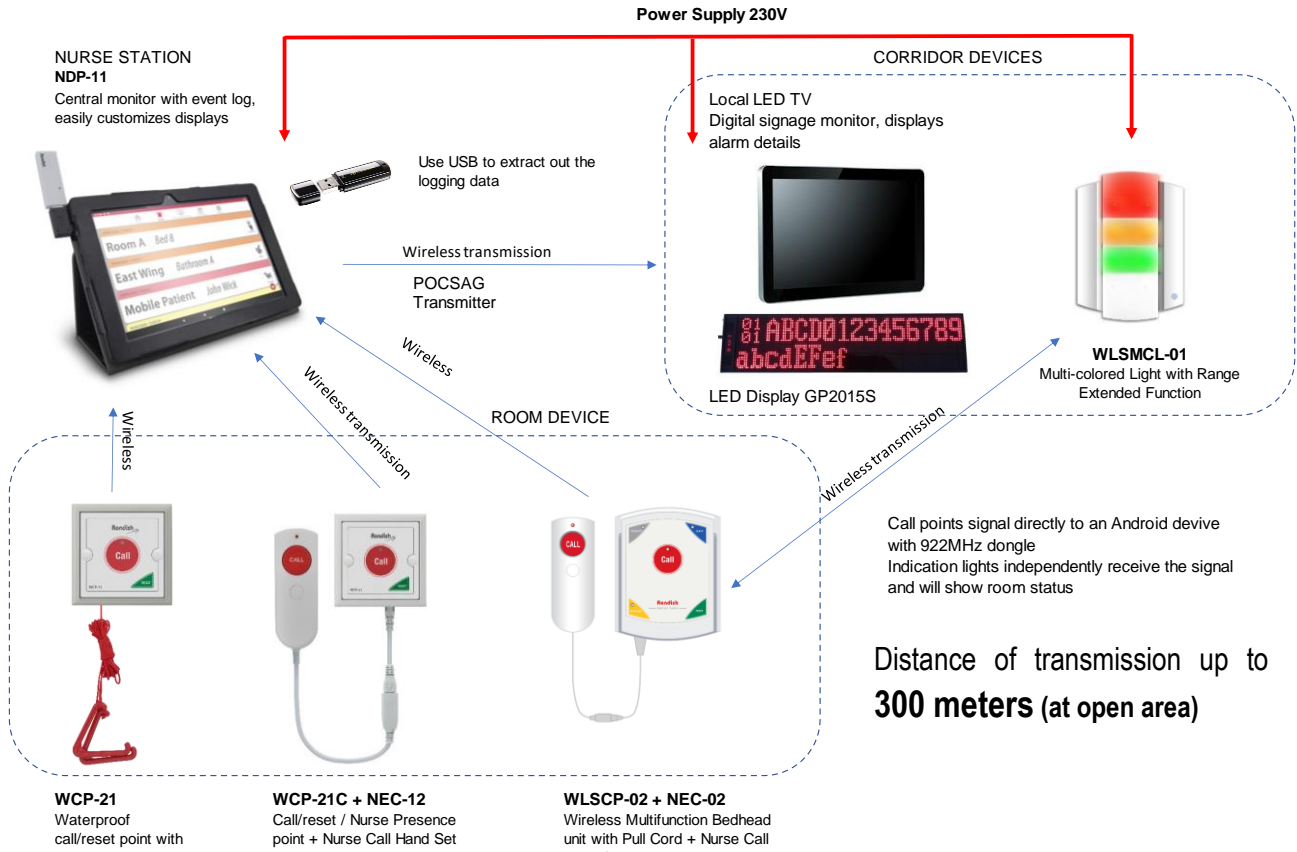 Power Supply 230V
NURSE STATION
NDP-11
Central monitor with event log,
easily customizes displays
CORRIDOR DEVICES
Local LED TV
Digital signage monitor, displays
alarm details
Use USB to extract out the
logging data
Room A Bed B
East Wing Bathroom A
Mobile Patient John Wick
Wireless transmission
POCSAG
Transmitter
01 ABCD0123456789
01
abcdEFef
LED Display GP2015S
WLSMCL-01
Multi-colored Light with Range
Extended Function
Wireless
Wireless transmission
Wireless
Wireless transmission
ROOM DEVICE
Rendish
Call
CALL
Rendish
Call
CALL
Call
Rendish
Call points signal directly to an Android devive
with 922MHz dongle
Indication lights independently receive the signal
and will show room status
Distance of transmission up to
300 meters (at open area)
WCP-21
Waterproof
call/reset point with
WCP-21C + NEC-12
Call/reset / Nurse Presence
point + Nurse Call Hand Set
WLSCP-02 + NEC-02
Wireless Multifunction Bedhead
unit with Pull Cord + Nurse Call